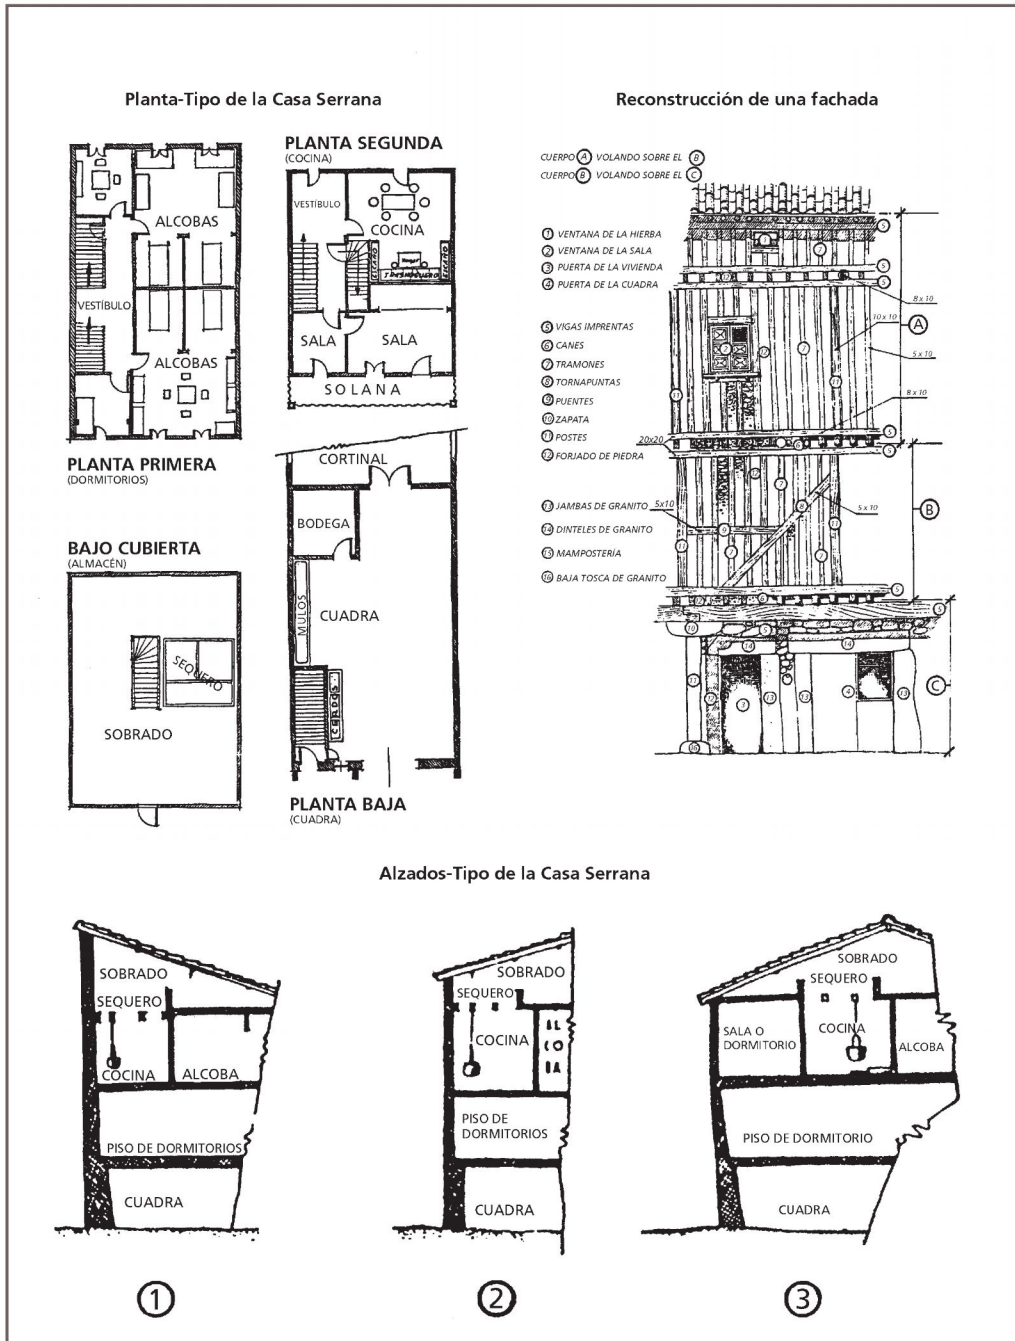 Planta-Tipo de la Casa Serrana
PLANTA SEGUNDA
(COCINA)
ALCOBAS
VESTÍBULO
ALCOBAS
VESTÍBULO
COCINA
ESCAÑO
ESCAÑO
SALA
SALA
SOLANA
PLANTA PRIMERA
(DORMITORIOS)
CORTINAL
BODEGA
MULOS
CUADRA
CERDOS
PLANTA BAJA
(CUADRA)
BAJO CUBIERTA
(ALMACÉN)
SEQUERO
SOBRADO
Reconstrucción de una fachada
CUERPO A VOLANDO SOBRE EL B
CUERPO B VOLANDO SOBRE EL C
1 VENTANA DE LA HIERBA
2 VENTANA DE LA SALA
3 PUERTA DE LA VIVIENDA
4 PUERTA DE LA CUADRA
5 VIGAS IMPRENTAS
6 CANES
7 TRAMONES
8 TORNAPUNTAS
9 PUENTES
10 ZAPATA
11 POSTES
12 FORJADO DE PIEDRA
13 JAMBAS DE GRANITO
14 DINTELES DE GRANITO
15 MAMPOSTERÍA
16 BAJA TOSCA DE GRANITO
8 x 10
10 x 10
A
5 x 10
8 x 10
20x20
5x10
5 x 10
B
C
Alzados-Tipo de la Casa Serrana
SOBRADO
SEQUERO
COCINA
ALCOBA
PISO DE DORMITORIOS
CUADRA
1
SOBRADO
SEQUERO
COCINA
AL
CO
BA
PISO DE
DORMITORIOS
CUADRA
2
SOBRADO
SEQUERO
SALA O
DORMITORIO
COCINA
ALCOBA
PISO DE DORMITORIO
CUADRA
3